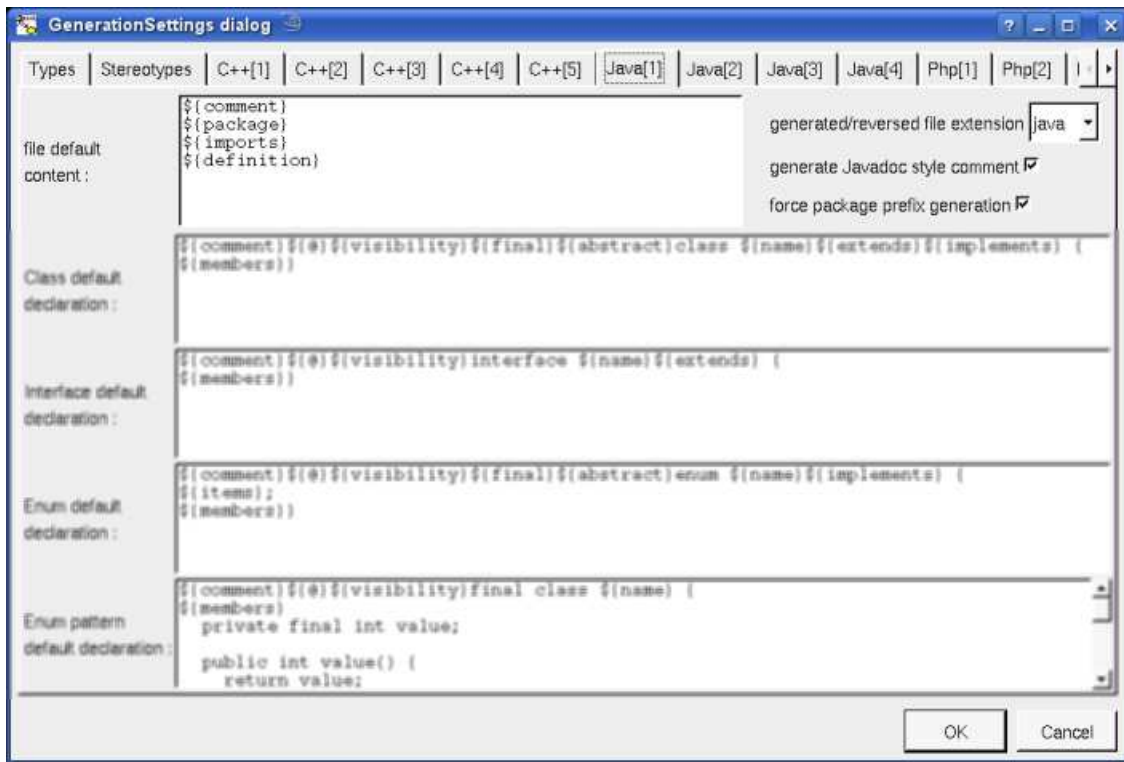 GenerationSettings dialog
Types Stereotypes C++[1] C++[2] C++[3] C++[4] C++[5] Java[1] Java[2] Java[3] Java[4] Php[1] Php[2]
file default
content :
${comment}
${package}
${imports}
${definition}
generated/reversed file extension java
generate Javadoc style comment
force package prefix generation
Class default
declaration :
${comment}${@}${visibility}${final}${abstract}class ${name}${extends}${implements} {
${members}}
Interface default
declaration :
${comment}${@}${visibility}interface ${name}${extends} {
${members}}
Enum default
declaration :
${comment}${@}${visibility}${final}${abstract}enum ${name}${implements} {
${items};
${members}}
Enum pattern
default declaration :
${comment}${@}${visibility}final class ${name} {
${members}
private final int value;
public int value() {
return value;
OK Cancel